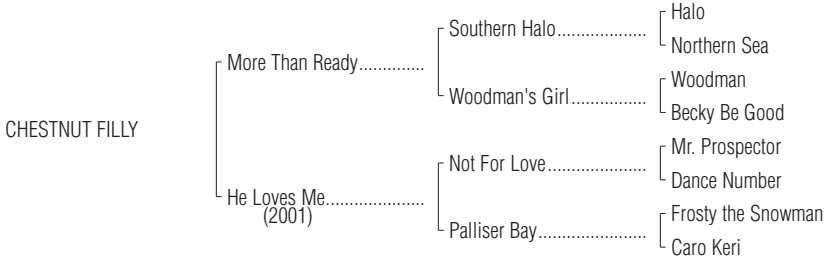 Halo
Southern Halo...................
Northern Sea
More Than Ready..............
Woodman
Woodman's Girl................
Becky Be Good
CHESTNUT FILLY
Mr. Prospector
Not For Love.....................
Dance Number
He Loves Me.....................
(2001)
Frosty the Snowman
Palliser Bay.......................
Caro Keri